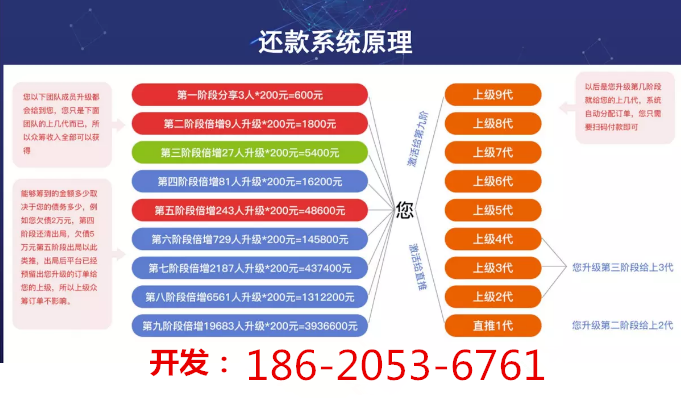 还款系统原理
您以下团队成员升级都
会给到您，您只是下面
团队的上几代而已，所
以众筹收入全部可以获
得
能够筹到的金额多少取
决于您的债务多少，例
如您欠债2万元，第四
阶段还清出局，欠债5
万元第五阶段出局以此
类推，出局后平台已经
预留出您升级的订单给
您的上级，所以上级众
筹订单不影响。
第一阶段分享3人*200元=600元
第二阶段倍增9人升级*200元=1800元
第三阶段倍增27人升级*200元=5400元
第四阶段倍增81人升级*200元=16200元
第五阶段倍增243人升级*200元=48600元
第六阶段倍增729人升级*200元=145800元
第七阶段倍增2187人升级*200元=437400元
第八阶段倍增6561人升级*200元=1312200元
第九阶段倍增19683人升级*200元=3936600元
您
激活给第九阶
激活给直推
上级9代
上级8代
上级7代
上级6代
上级5代
上级4代
上级3代
上级2代
直推1代
以后是您升级第几阶段
就给您的上几代，系统
自动分配订单，您只需
要扫码付款即可
您升级第三阶段给上3代
您升级第二阶段给上2代
开发：186-2053-6761